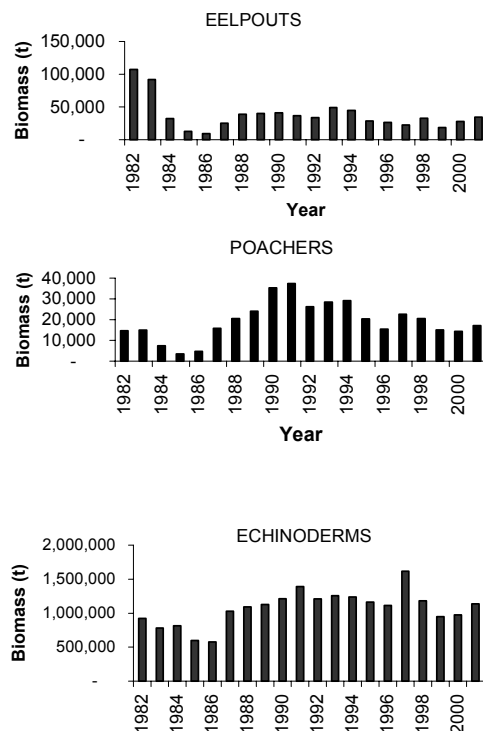 EELPOUTS
Biomass (t)
150,000
100,000
50,000
-
1982 1984 1986 1988 1990 1992 1994 1996 1998 2000
Year
POACHERS
Biomass (t)
40,000
30,000
20,000
10,000
-
1982 1984 1986 1988 1990 1992 1994 1996 1998 2000
Year
ECHINODERMS
Biomass (t)
2,000,000
1,500,000
1,000,000
500,000
-
1982 1984 1986 1988 1990 1992 1994 1996 1998 2000